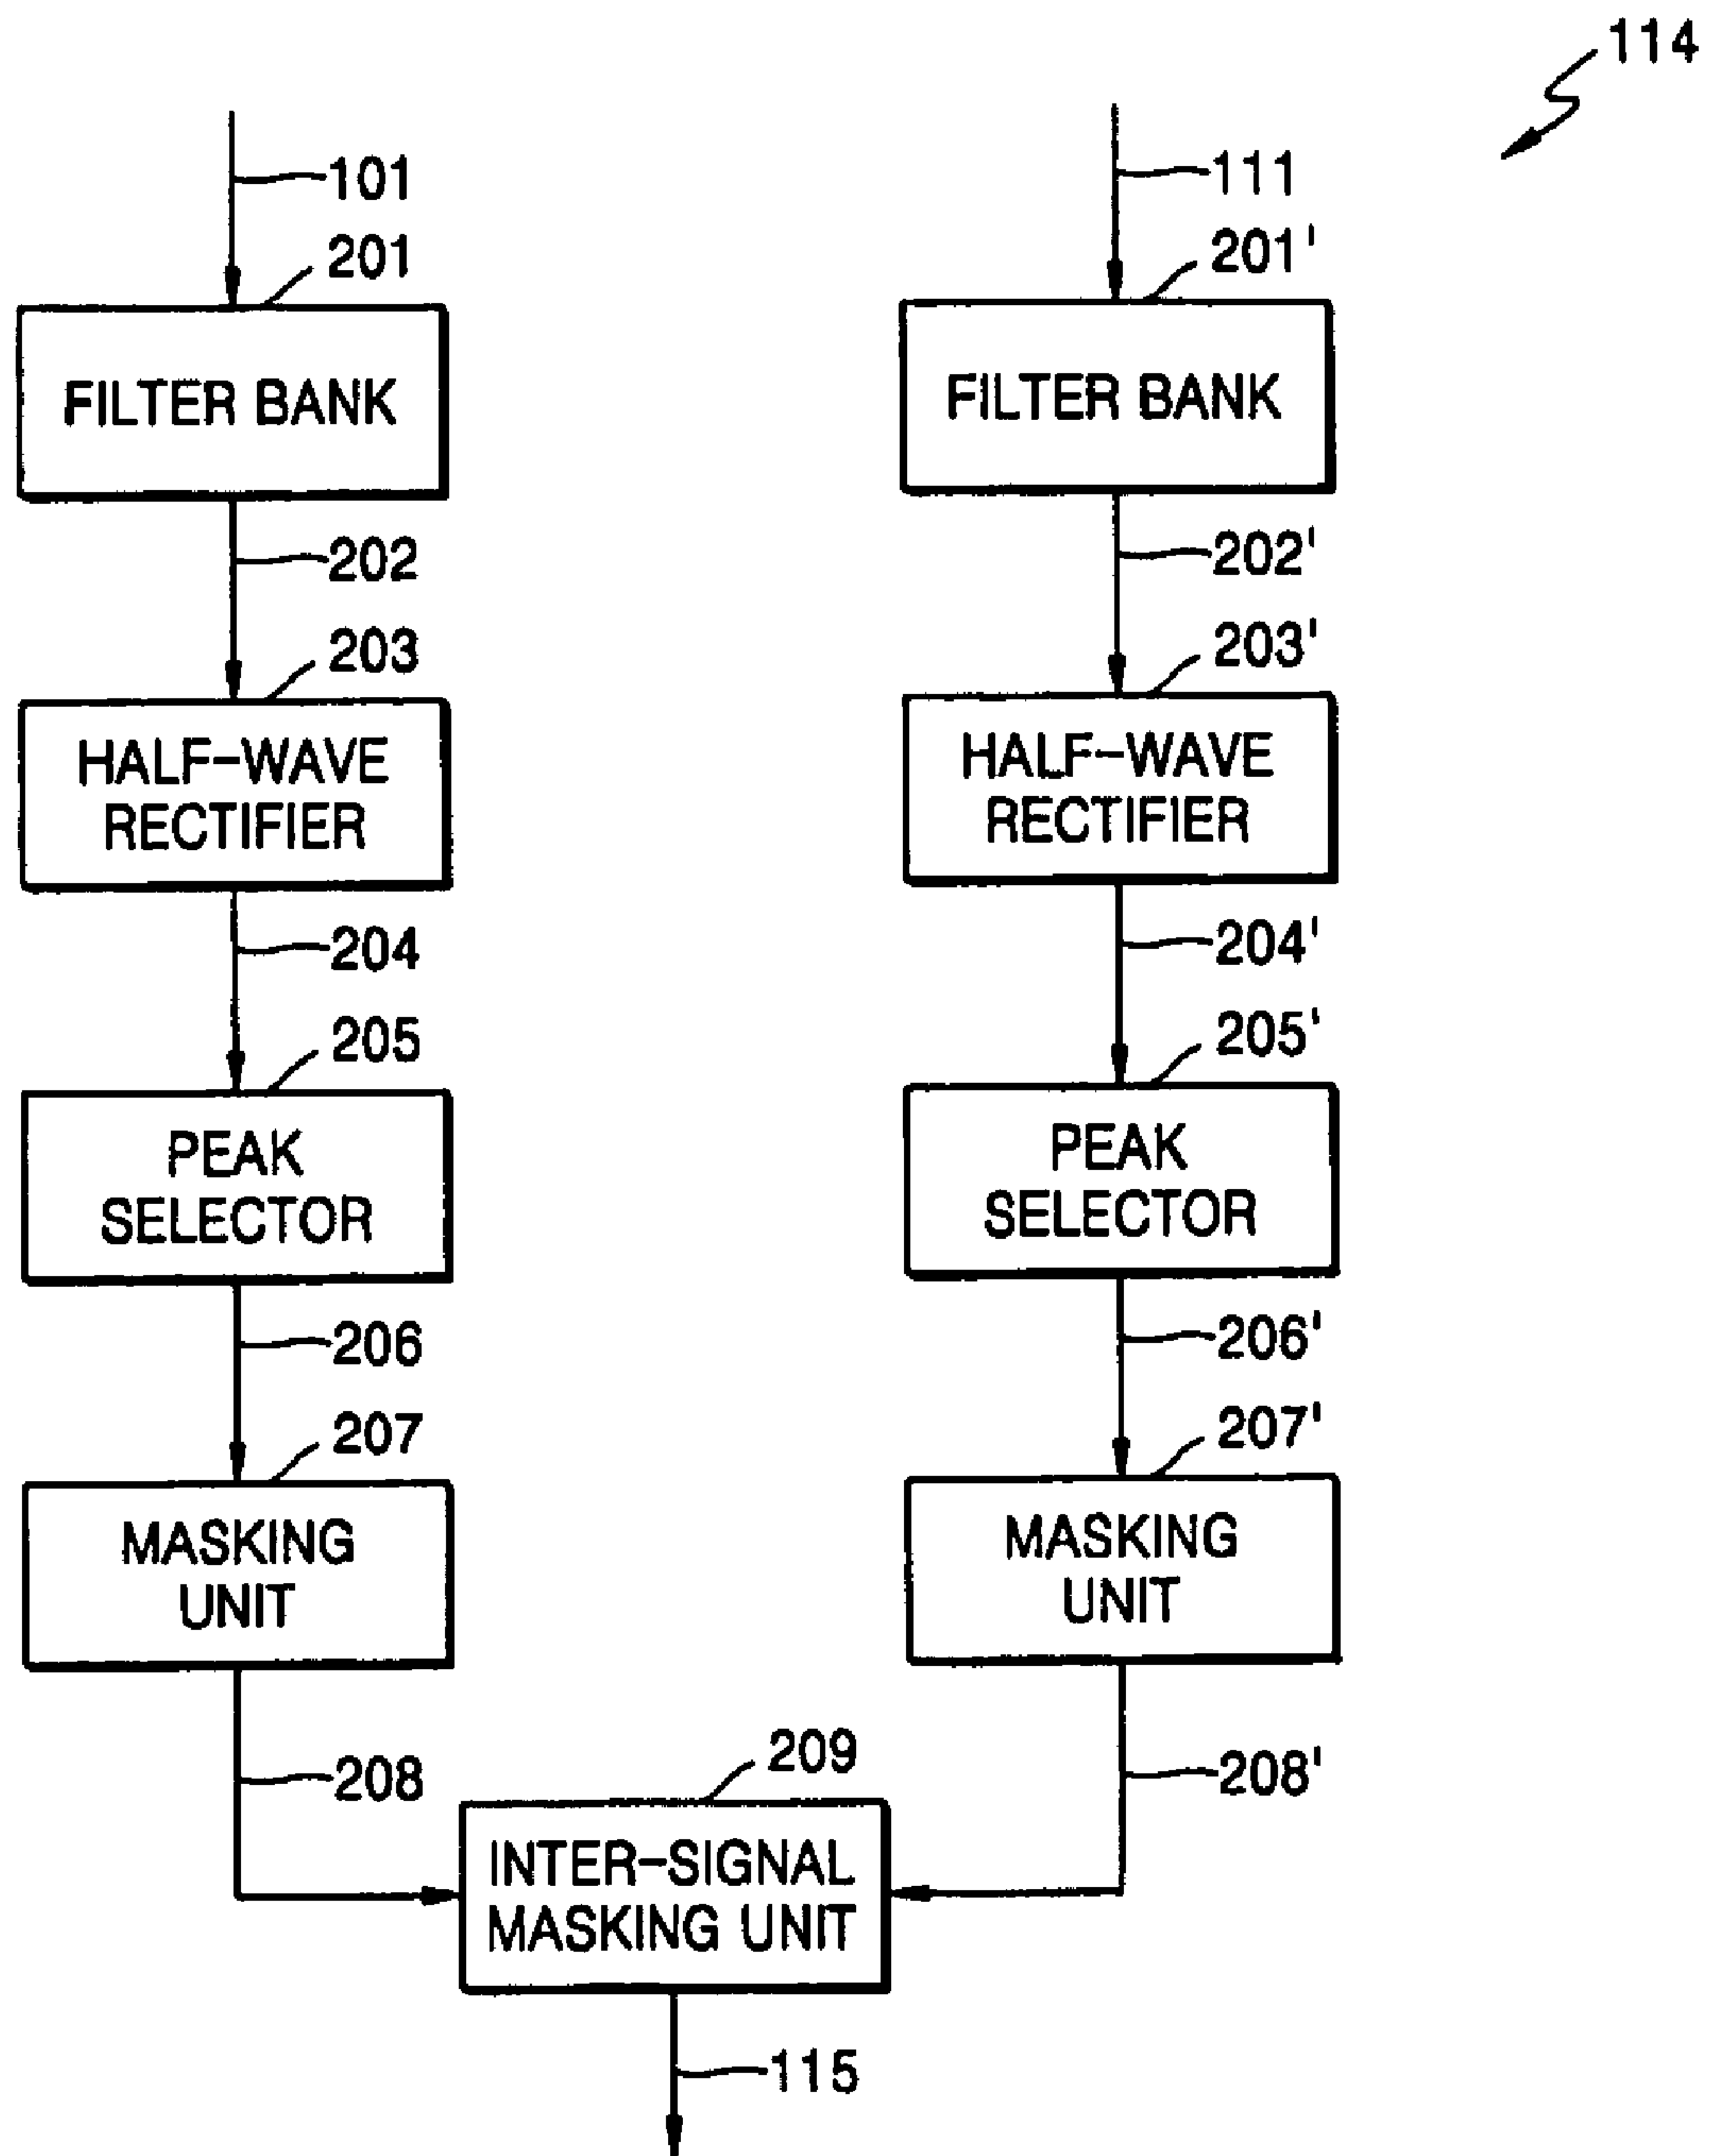 114
101
111
201
201'
FILTER BANK
FILTER BANK
202
202'
203
203'
HALF-WAVE
RECTIFIER
HALF-WAVE
RECTIFIER
204
204'
205
205'
PEAK
SELECTOR
PEAK
SELECTOR
206
206'
207
207'
MASKING
UNIT
MASKING
UNIT
208
208'
209
INTER-SIGNAL
MASKING UNIT
115